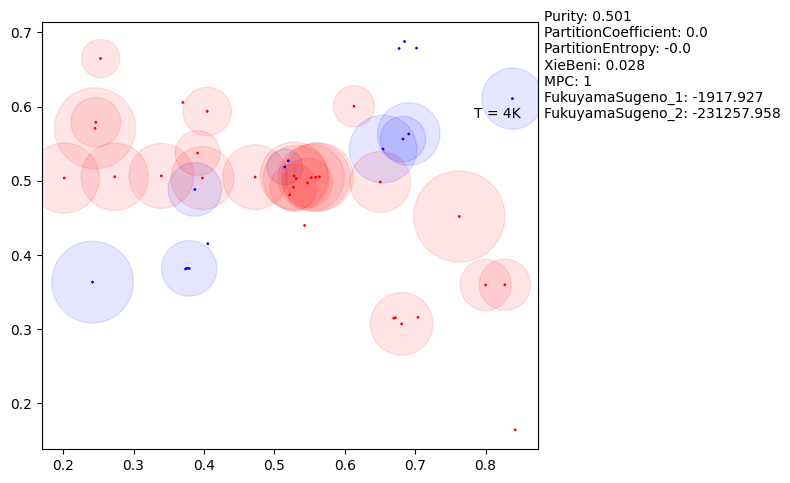 Purity: 0.501
PartitionCoefficient: 0.0
PartitionEntropy: -0.0
XieBeni: 0.028
MPC: 1
FukuyamaSugeno_1: -1917.927
FukuyamaSugeno_2: -231257.958
T = 4K
0.7
0.6
0.5
0.4
0.3
0.2
0.2 0.3 0.4 0.5 0.6 0.7 0.8